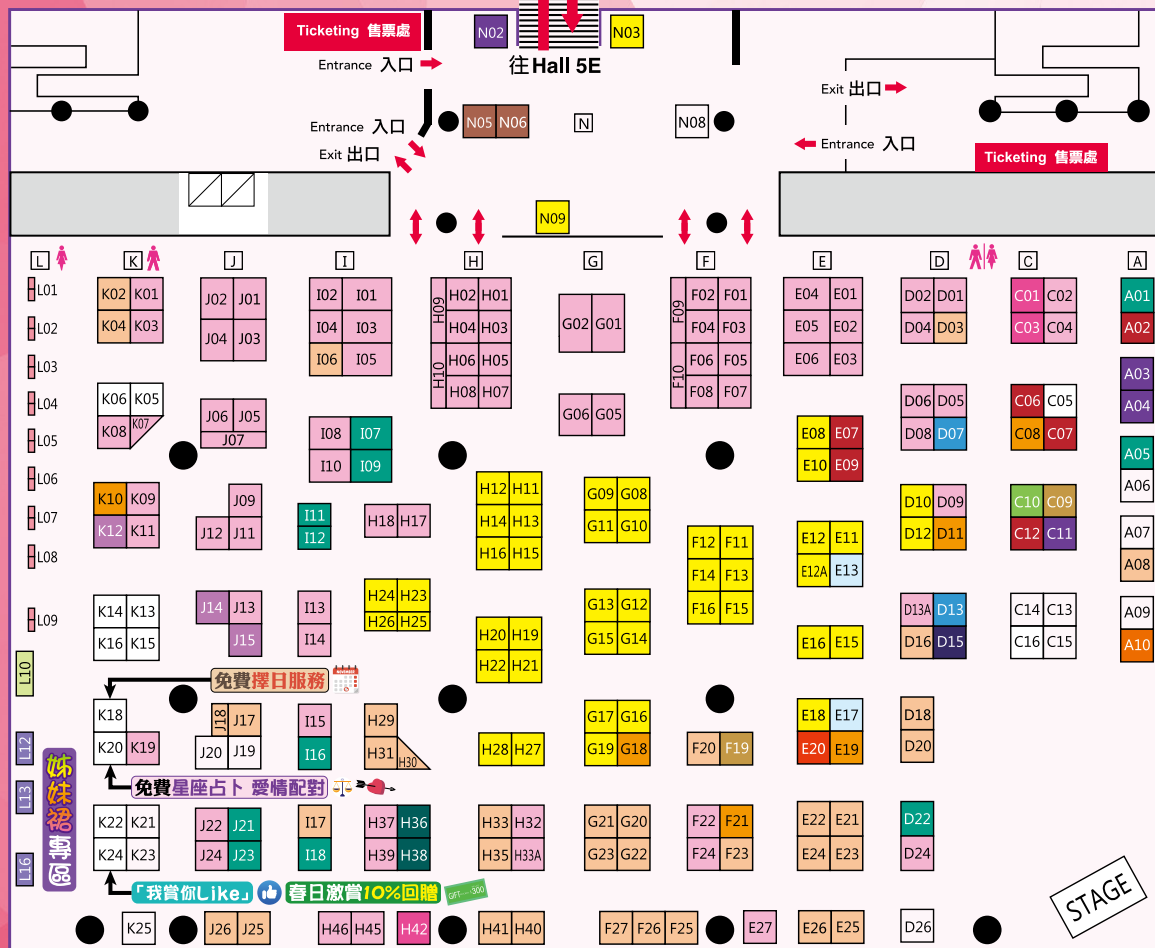 Ticketing 售票處
N02
N03
Entrance 入口
往Hall 5E
Exit 出口
N05 N06
N
N08
Entrance 入口
Exit 出口
Entrance 入口
Ticketing 售票處
N09
L K J I H G F E D C A
L01 K02 K01 J02 J01 I02 I01 H09 H02 H01 G02 G01 F09 F02 F01 E04 E01 D02 D01 C01 C02 A01
L02 K04 K03 J04 J03 I04 I03 H04 H03 F04 F03 E05 E02 D04 D03 C03 C04 A02
L03 I06 I05 H10 H06 H05 F10 F06 F05 E06 E03 A03
L04 K06 K05 H08 H07 F08 F07 D06 D05 C06 C05 A04
K08 K07 J06 J05 G06 G05
L05 J07 I08 I07 E08 E07 D08 D07 C08 C07 A05
L06 I10 I09 E10 E09 A06
K10 K09 J09 H12 H11 G09 G08 D10 D09 C10 C09
L07 K12 K11 J12 J11 I11 H18 H17 H14 H13 G11 G10 D12 D11 C12 C11 A07
I12 F12 F11 E12 E11
L08 H16 H15 F14 F13 E12A E13 A08
L09 K14 K13 J14 J13 I13 H24 H23 G13 G12 F16 F15 D13A D13 C14 C13 A09
H26 H25
K16 K15 J15 I14 H20 H19 G15 G14 E16 E15 D16 D15 C16 C15 A10
L10 H22 H21
免費擇日服務
K18 J18 J17 I15 H29 G17 G16 E18 E17 D18
L12 K20 K19 J20 J19 I16 H31 H30 H28 H27 G19 G18 F20 F19 E20 E19 D20
姊妹裙專區
免費星座占卜 愛情配對
L13
K22 K21 J22 J21 I17 H37 H36 H33 H32 G21 G20 F22 F21 E22 E21 D22
L16 K24 K23 J24 J23 I18 H39 H38 H35 H33A G23 G22 F24 F23 E24 E23 D24
「我賞你Like」 春日激賞10%回贈
STAGE
K25 J26 J25 H46 H45 H42 H41 H40 F27 F26 F25 E27 E26 E25 D26